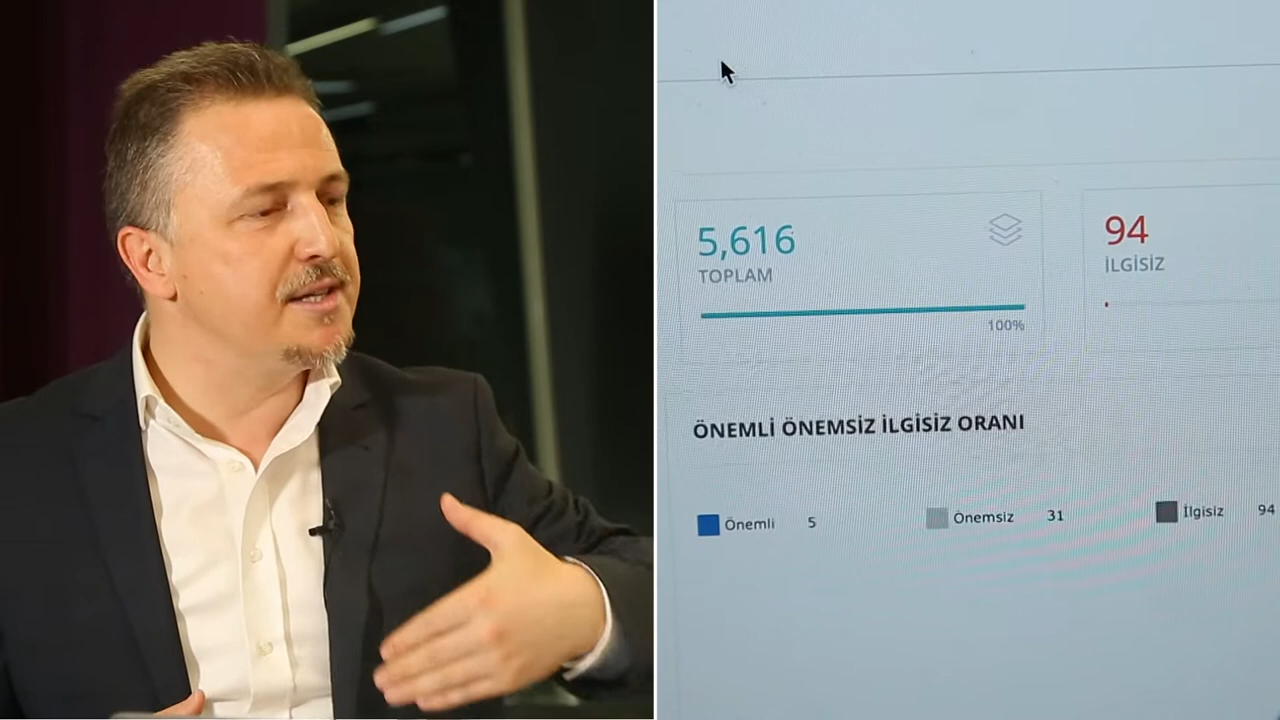 5,616
TOPLAM
100%
94
İLGİSİZ
ÖNEMLİ ÖNEMSİZ İLGİSİZ ORANI
Önemli 5
Önemsiz 31
İlgisiz 94